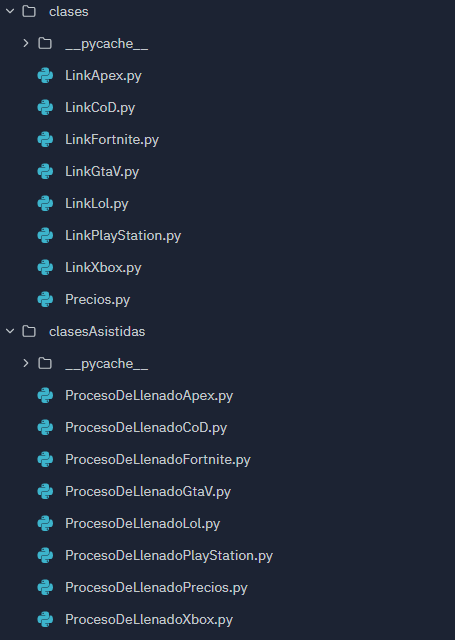 clases
__pycache__
LinkApex.py
LinkCoD.py
LinkFortnite.py
LinkGtaV.py
LinkLol.py
LinkPlayStation.py
LinkXbox.py
Precios.py
clasesAsistidas
__pycache__
ProcesoDeLlenadoApex.py
ProcesoDeLlenadoCoD.py
ProcesoDeLlenadoFortnite.py
ProcesoDeLlenadoGtaV.py
ProcesoDeLlenadoLol.py
ProcesoDeLlenadoPlayStation.py
ProcesoDeLlenadoPrecios.py
ProcesoDeLlenadoXbox.py